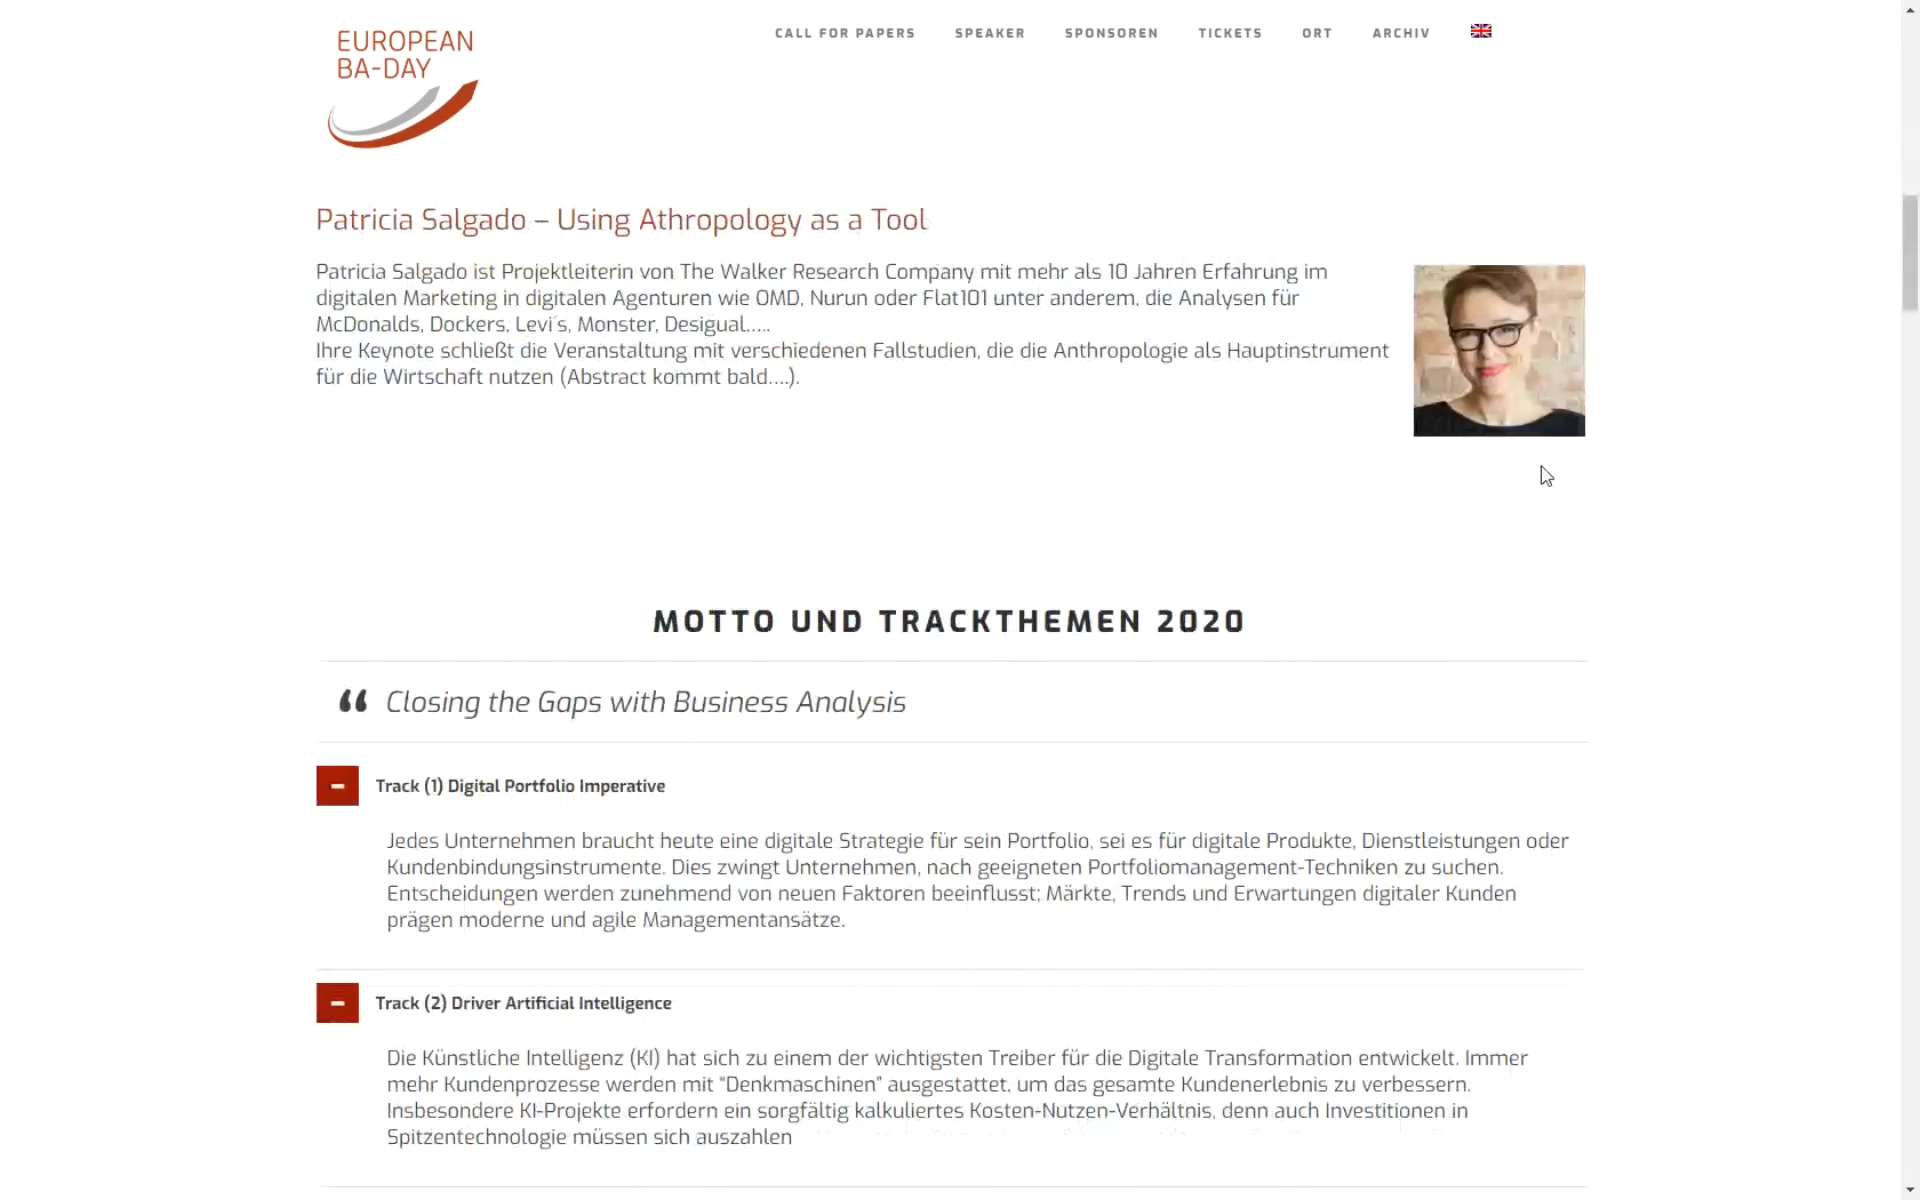 EUROPEAN
BA-DAY
CALL FOR PAPERS
SPEAKER
SPONSOREN
TICKETS
ORT
ARCHIV
Patricia Salgado – Using Athropology as a Tool
Patricia Salgado ist Projektleiterin von The Walker Research Company mit mehr als 10 Jahren Erfahrung im
digitalen Marketing in digitalen Agenturen wie OMD, Nurun oder Flat101 unter anderem, die Analysen für
McDonalds, Dockers, Levi´s, Monster, Desigual…..
Ihre Keynote schließt die Veranstaltung mit verschiedenen Fallstudien, die die Anthropologie als Hauptinstrument
für die Wirtschaft nutzen (Abstract kommt bald….).
MOTTO UND TRACKTHEMEN 2020
“ Closing the Gaps with Business Analysis
Track (1) Digital Portfolio Imperative
Jedes Unternehmen braucht heute eine digitale Strategie für sein Portfolio, sei es für digitale Produkte, Dienstleistungen oder
Kundenbindungsinstrumente. Dies zwingt Unternehmen, nach geeigneten Portfoliomanagement-Techniken zu suchen.
Entscheidungen werden zunehmend von neuen Faktoren beeinflusst; Märkte, Trends und Erwartungen digitaler Kunden
prägen moderne und agile Managementansätze.
Track (2) Driver Artificial Intelligence
Die Künstliche Intelligenz (KI) hat sich zu einem der wichtigsten Treiber für die Digitale Transformation entwickelt. Immer
mehr Kundenprozesse werden mit “Denkmaschinen” ausgestattet, um das gesamte Kundenerlebnis zu verbessern.
Insbesondere KI-Projekte erfordern ein sorgfältig kalkuliertes Kosten-Nutzen-Verhältnis, denn auch Investitionen in
Spitzentechnologie müssen sich auszahlen